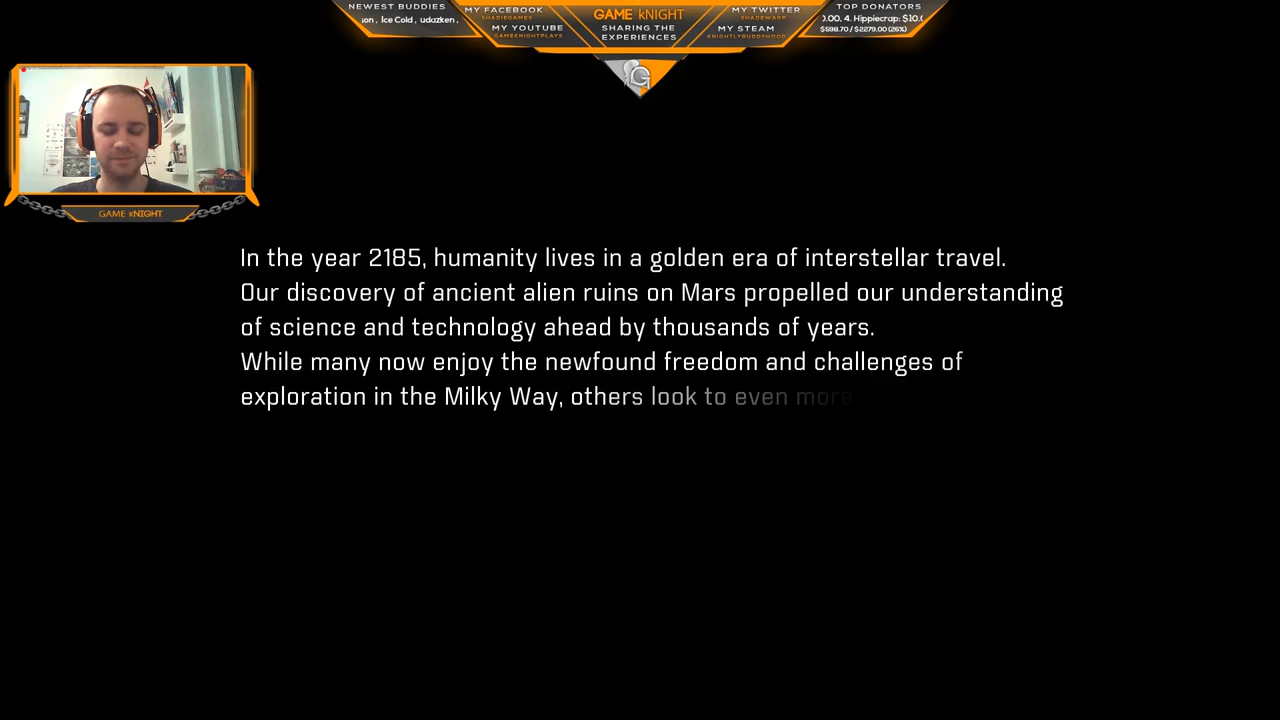 NEWEST BUDDIES
Ice Cold , uduzken ,
MY FACEBOOK
SHADIEGAMES
MY YOUTUBE
GAMEKNIGHTPLAYS
GAME kNIGHT
SHARING THE
EXPERIENCES
MY TWITTER
SHADEWARP
MY STEAM
KNIGHTLYBUDDYHOOD
TOP DONATORS
4. Hippiecrap: $10.
$598.70 / $2279.00 (26%)
GAME kNIGHT
In the year 2185, humanity lives in a golden era of interstellar travel.
Our discovery of ancient alien ruins on Mars propelled our understanding
of science and technology ahead by thousands of years.
While many now enjoy the newfound freedom and challenges of
exploration in the Milky Way, others look to even more